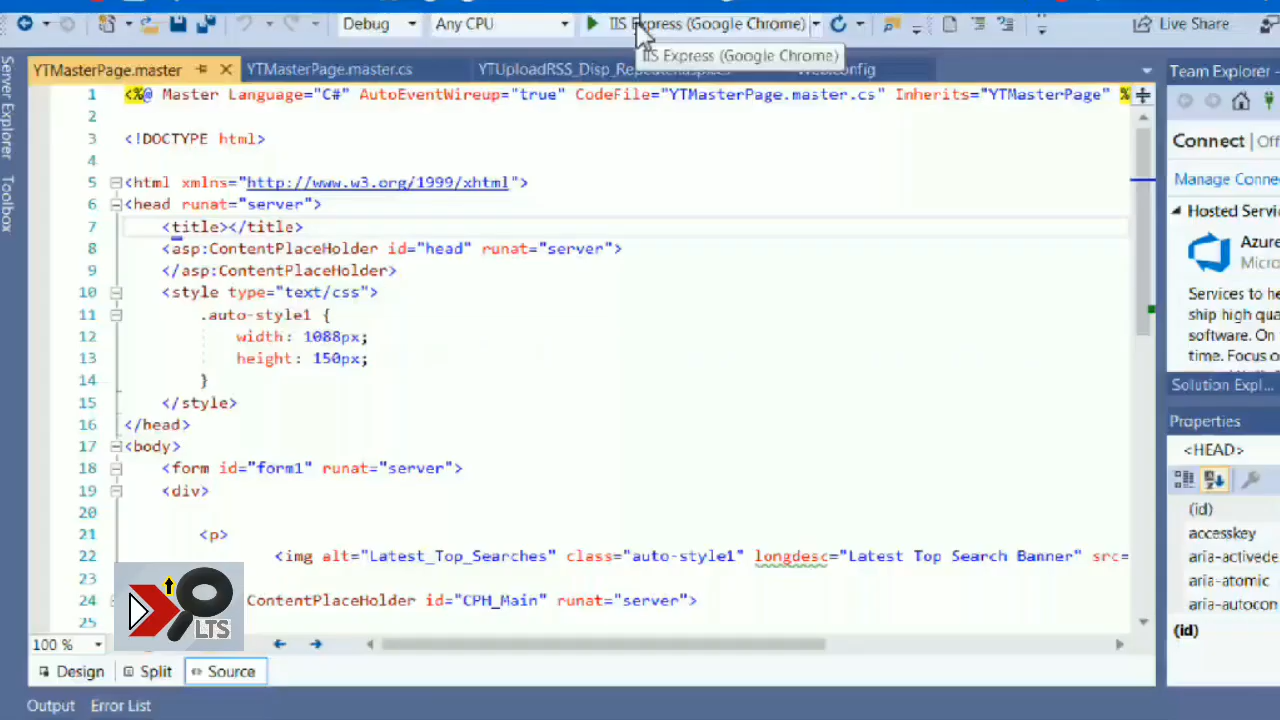 Debug
Any CPU
IIS Express (Google Chrome)
Live Share
IIS Express (Google Chrome)
YTMasterPage.master
YTMasterPage.master.cs
Server Explorer
Toolbox
1 <%@ Master Language="C#" AutoEventWireup="true" CodeFile="YTMasterPage.master.cs" Inherits="YTMasterPage" %
2
3 <!DOCTYPE html>
4
5 <html xmlns="http://www.w3.org/1999/xhtml">
6 <head runat="server">
7 <title></title>
8 <asp:ContentPlaceHolder id="head" runat="server">
9 </asp:ContentPlaceHolder>
10 <style type="text/css">
11 .auto-style1 {
12 width: 1088px;
13 height: 150px;
14 }
15 </style>
16 </head>
17 <body>
18 <form id="form1" runat="server">
19 <div>
20
21 <p>
22 <img alt="Latest_Top_Searches" class="auto-style1" longdesc="Latest Top Search Banner" src=
23
24 ContentPlaceHolder id="CPH_Main" runat="server">
25
LTS
100 %
Design
Split
Source
Output
Error List
Team Explorer
Connect
Off
Manage Conne
Hosted Servi
Azure
Micro
Services to he
ship high qua
software. On
time. Focus o
Solution Expl...
Properties
<HEAD>
(id)
accesskey
aria-activede
aria-atomic
aria-autocon
(id)